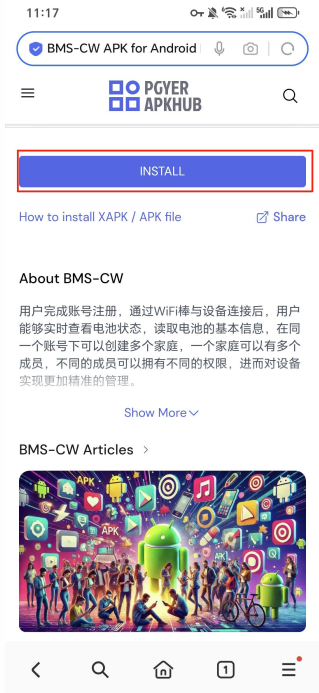 11:17
5G
BMS-CW APK for Android
PGYER
APKHUB
INSTALL
How to install XAPK / APK file
Share
About BMS-CW
用户完成账号注册，通过WiFi棒与设备连接后，用户
能够实时查看电池状态，读取电池的基本信息，在同
一个账号下可以创建多个家庭，一个家庭可以有多个
成员，不同的成员可以拥有不同的权限，进而对设备
实现更加精准的管理。
Show More
BMS-CW Articles
APK
APK
1